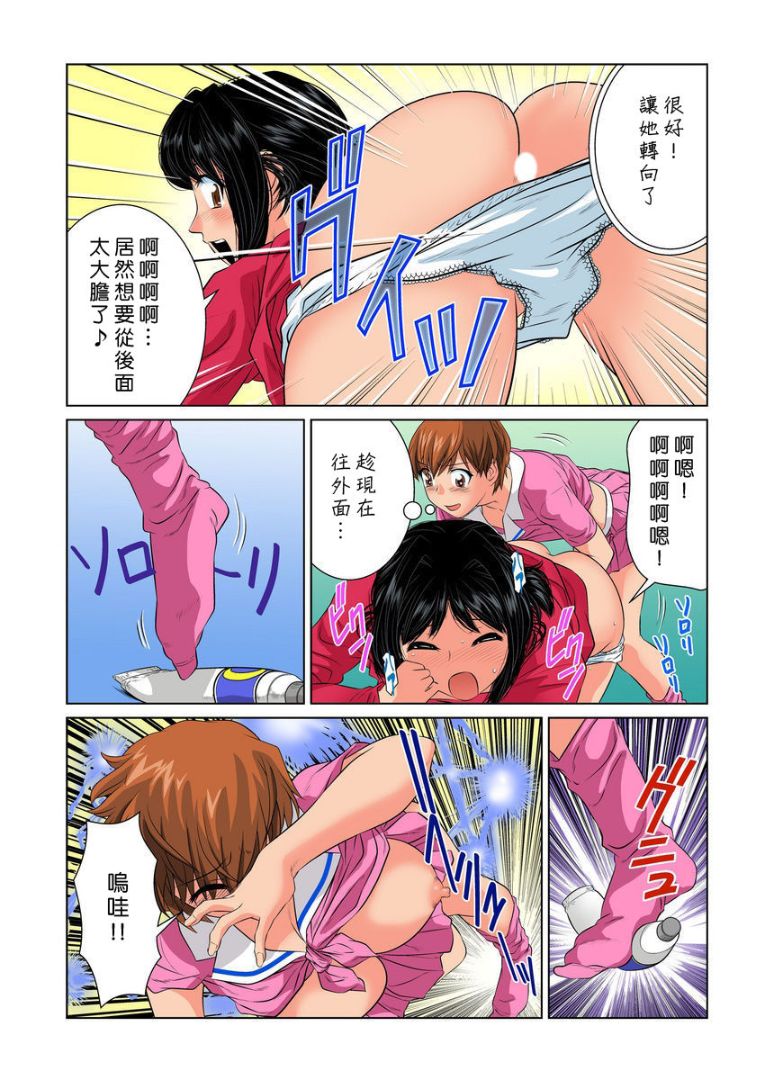 很好！
讓她轉向了
グイッ
啊啊啊啊…
居然想要從後面
太大膽了♪
啊嗯！
啊啊啊啊嗯！
趁現在
往外面…
ソロリ
ビクン
ビクン
ソロ～リ
グニュ
嗚哇!!